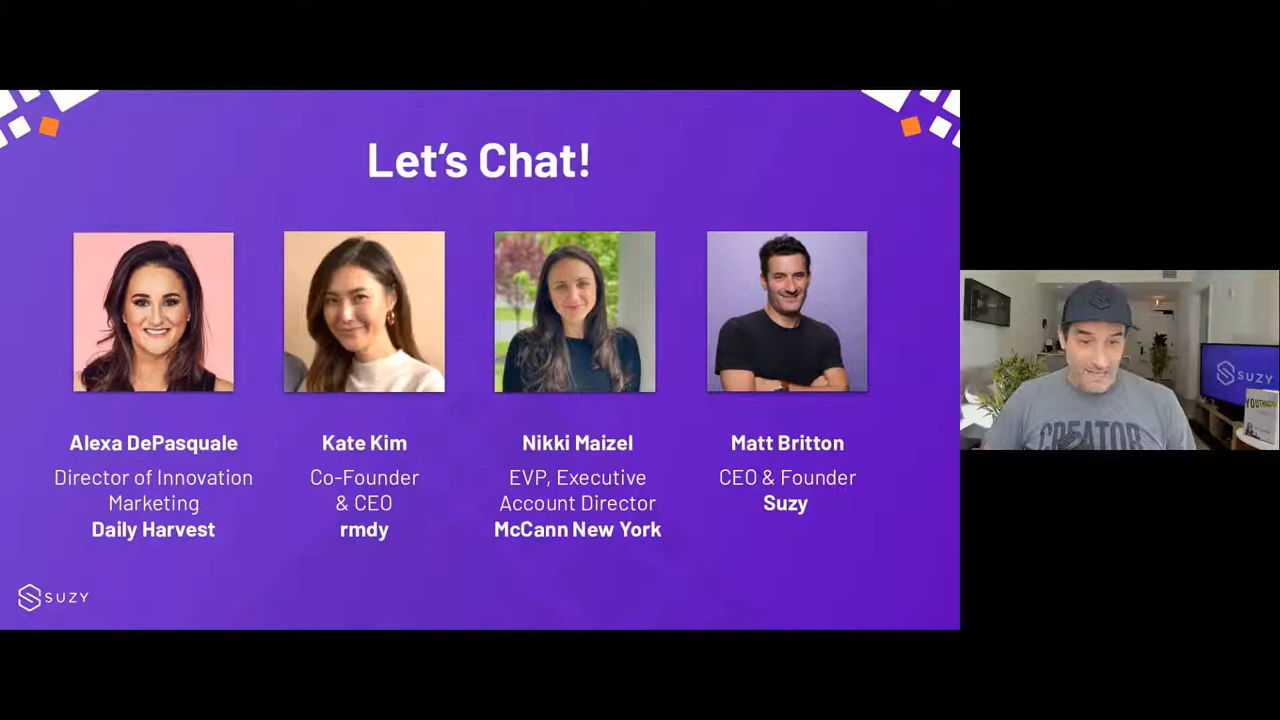 Let's Chat!
Alexa DePasquale
Director of Innovation
Marketing
Daily Harvest
Kate Kim
Co-Founder
& CEO
rmdy
Nikki Maizel
EVP, Executive
Account Director
McCann New York
Matt Britton
CEO & Founder
Suzy
SUZY
CREATOR
SUZY